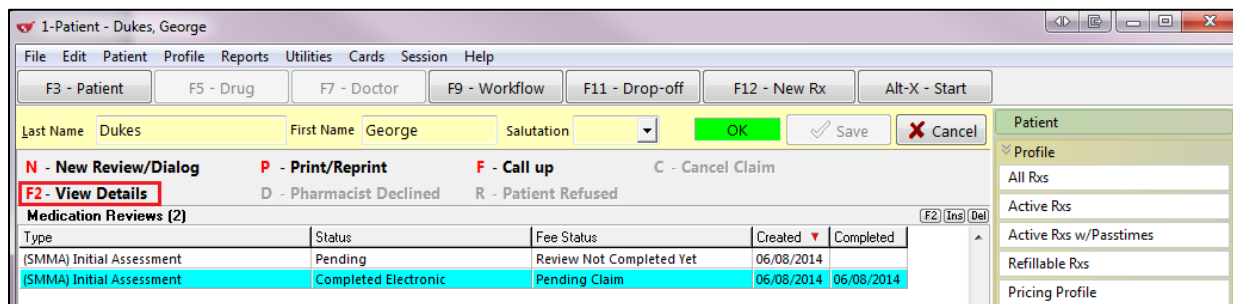 1-Patient - Dukes, George
File Edit Patient Profile Reports Utilities Cards Session Help
F3 - Patient F5 - Drug F7 - Doctor F9 - Workflow F11 - Drop-off F12 - New Rx Alt-X - Start
Last Name Dukes First Name George Salutation OK Save Cancel
N - New Review/Dialog P - Print/Reprint F - Call up C - Cancel Claim
F2 - View Details D - Pharmacist Declined R - Patient Refused
Medication Reviews (2) F2 Ins Del
Type Status Fee Status Created Completed
(SMMA) Initial Assessment Pending Review Not Completed Yet 06/08/2014
(SMMA) Initial Assessment Completed Electronic Pending Claim 06/08/2014 06/08/2014
Patient
Profile
All Rxs
Active Rxs
Active Rxs w/Passtimes
Refillable Rxs
Pricing Profile